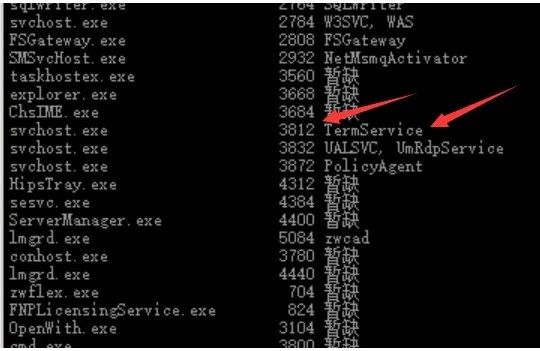 sqlwriter.exe 2764 SQLWriter
svchost.exe 2784 W3SVC, WAS
FSGateway.exe 2808 FSGateway
SMSvcHost.exe 2932 NetMsmqActivator
taskhostex.exe 3560 暂缺
explorer.exe 3668 暂缺
ChsIME.exe 3684 暂缺
svchost.exe 3812 TermService
svchost.exe 3832 UALSVC, UmRdpService
svchost.exe 3872 PolicyAgent
HipsTray.exe 4312 暂缺
sesvc.exe 4384 暂缺
ServerManager.exe 4400 暂缺
lmgrd.exe 5084 zwcad
conhost.exe 3780 暂缺
lmgrd.exe 4440 暂缺
zwflex.exe 704 暂缺
FNPLicensingService.exe 824 暂缺
OpenWith.exe 3104 暂缺
cmd.exe 3800 暂缺